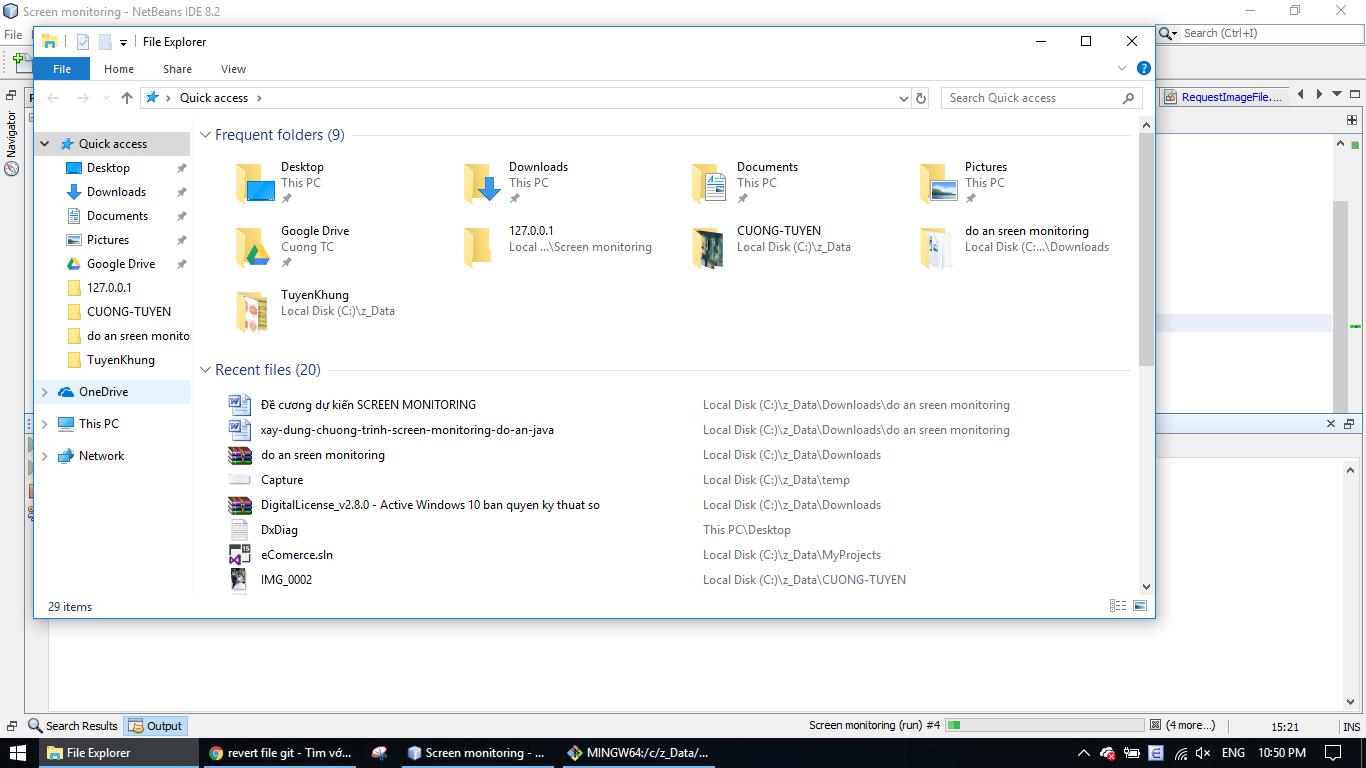 Screen monitoring - NetBeans IDE 8.2
File
Search (Ctrl+I)
File Explorer
File Home Share View
Quick access
Search Quick access
RequestImageFile....
Navigator
Quick access
Desktop
Downloads
Documents
Pictures
Google Drive
127.0.0.1
CUONG-TUYEN
do an sreen monito
TuyenKhung
OneDrive
This PC
Network
Frequent folders (9)
Desktop
This PC
Downloads
This PC
Documents
This PC
Pictures
This PC
Google Drive
Cuong TC
127.0.0.1
Local ...\Screen monitoring
CUONG-TUYEN
Local Disk (C:)\z_Data
do an sreen monitoring
Local Disk (C:...\Downloads
TuyenKhung
Local Disk (C:)\z_Data
Recent files (20)
Đề cương dự kiến SCREEN MONITORING Local Disk (C:)\z_Data\Downloads\do an sreen monitoring
xay-dung-chuong-trinh-screen-monitoring-do-an-java Local Disk (C:)\z_Data\Downloads\do an sreen monitoring
do an sreen monitoring Local Disk (C:)\z_Data\Downloads
Capture Local Disk (C:)\z_Data\temp
DigitalLicense_v2.8.0 - Active Windows 10 ban quyen ky thuat so Local Disk (C:)\z_Data\Downloads
DxDiag This PC\Desktop
eComerce.sln Local Disk (C:)\z_Data\MyProjects
IMG_0002 Local Disk (C:)\z_Data\CUONG-TUYEN
29 items
Search Results Output Screen monitoring (run) #4 (4 more...) 15:21 INS
File Explorer revert file git - Tìm vớ... Screen monitoring - ... MINGW64:/c/z_Data/... ENG 10:50 PM